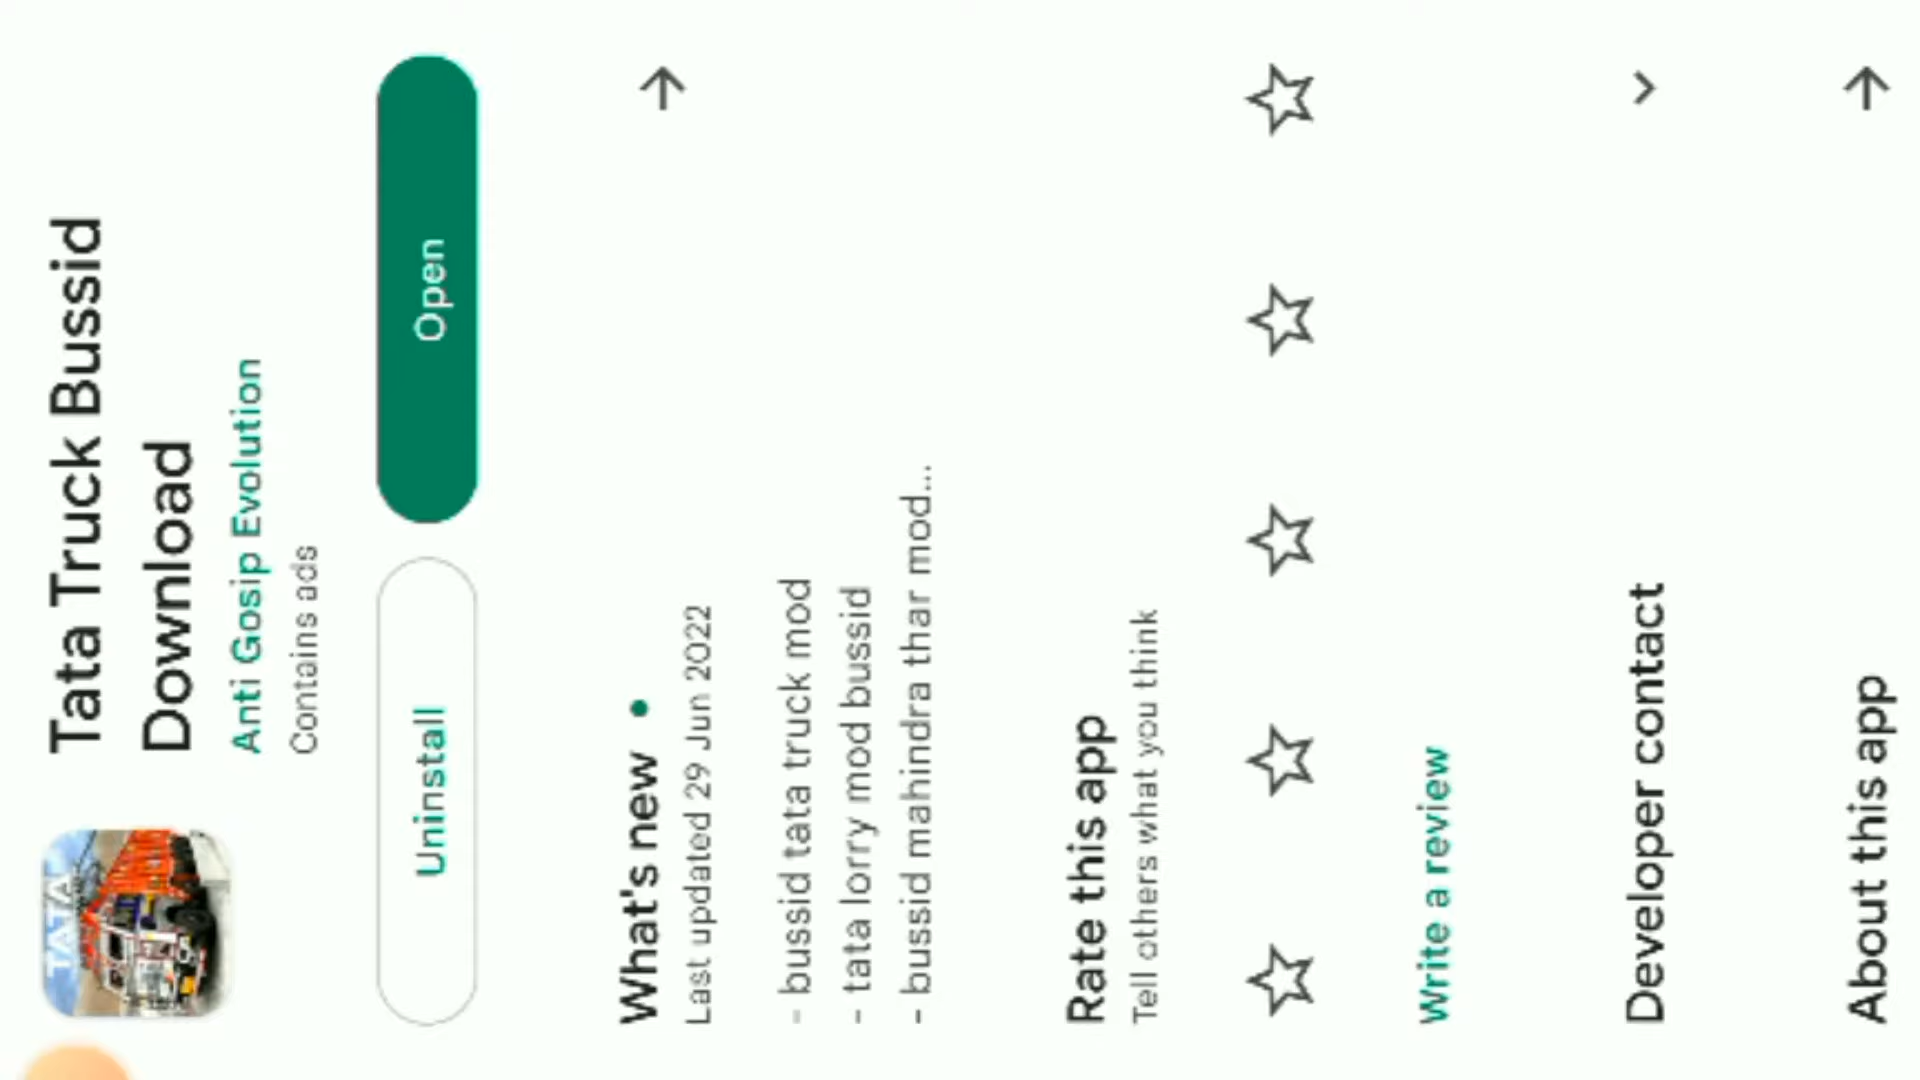 Tata Truck Bussid
Download
Anti Gosip Evolution
Contains ads
TATA
Uninstall
Open
What's new
Last updated 29 Jun 2022
- bussid tata truck mod
- tata lorry mod bussid
- bussid mahindra thar mod...
Rate this app
Tell others what you think
Write a review
Developer contact
About this app